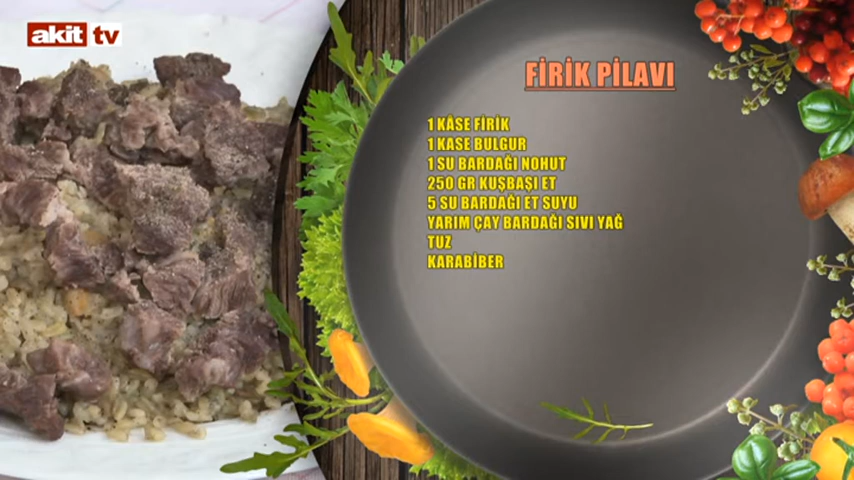 akit tv
FİRİK PİLAVI
1 KÂSE FİRİK
1 KASE BULGUR
1 SU BARDAĞI NOHUT
250 GR KUŞBAŞI ET
5 SU BARDAĞI ET SUYU
YARIM ÇAY BARDAĞI SIVI YAĞ
TUZ
KARABİBER